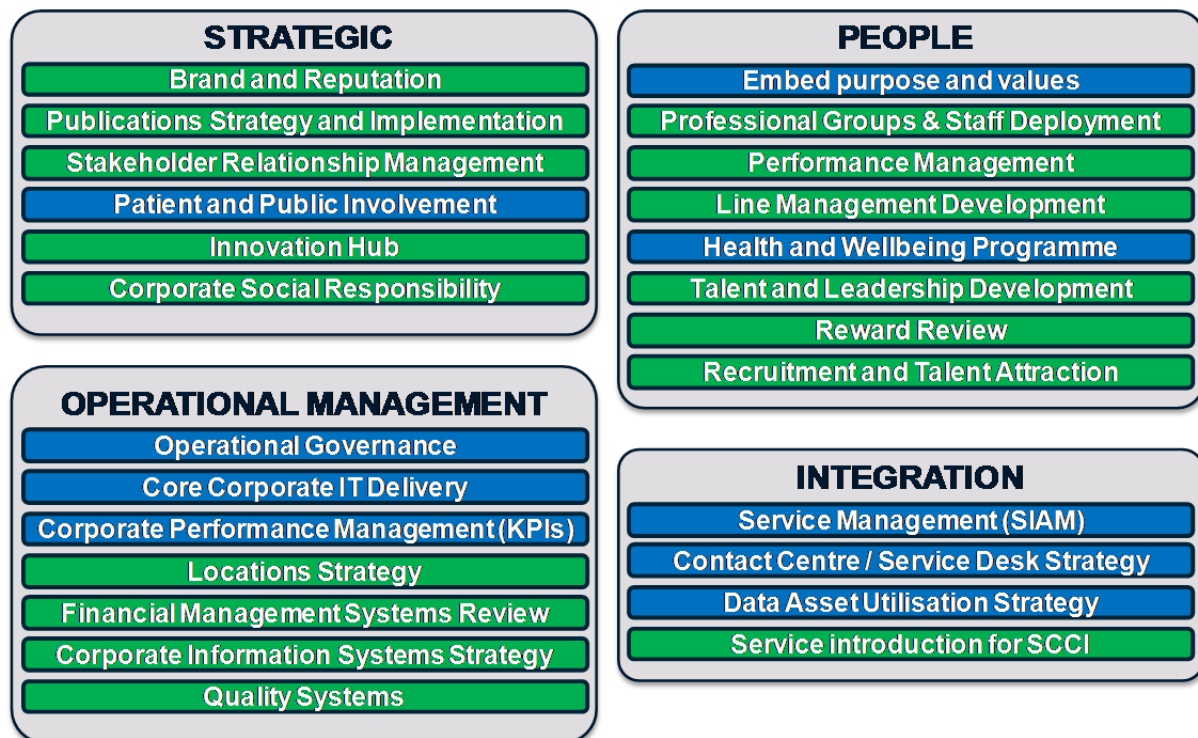 STRATEGIC
Brand and Reputation
Publications Strategy and Implementation
Stakeholder Relationship Management
Patient and Public Involvement
Innovation Hub
Corporate Social Responsibility
PEOPLE
Embed purpose and values
Professional Groups & Staff Deployment
Performance Management
Line Management Development
Health and Wellbeing Programme
Talent and Leadership Development
Reward Review
Recruitment and Talent Attraction
OPERATIONAL MANAGEMENT
Operational Governance
Core Corporate IT Delivery
Corporate Performance Management (KPIs)
Locations Strategy
Financial Management Systems Review
Corporate Information Systems Strategy
Quality Systems
INTEGRATION
Service Management (SIAM)
Contact Centre / Service Desk Strategy
Data Asset Utilisation Strategy
Service introduction for SCCI